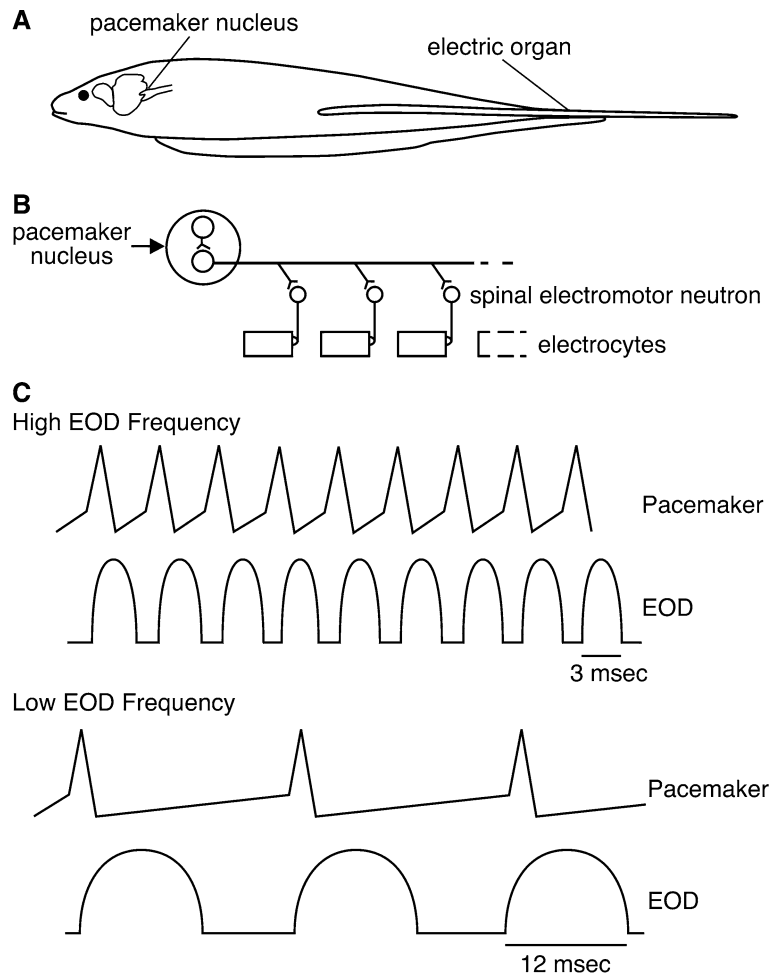 A
pacemaker nucleus
electric organ
B
pacemaker
nucleus
spinal electromotor neutron
electrocytes
C
High EOD Frequency
Pacemaker
EOD
3 msec
Low EOD Frequency
Pacemaker
EOD
12 msec